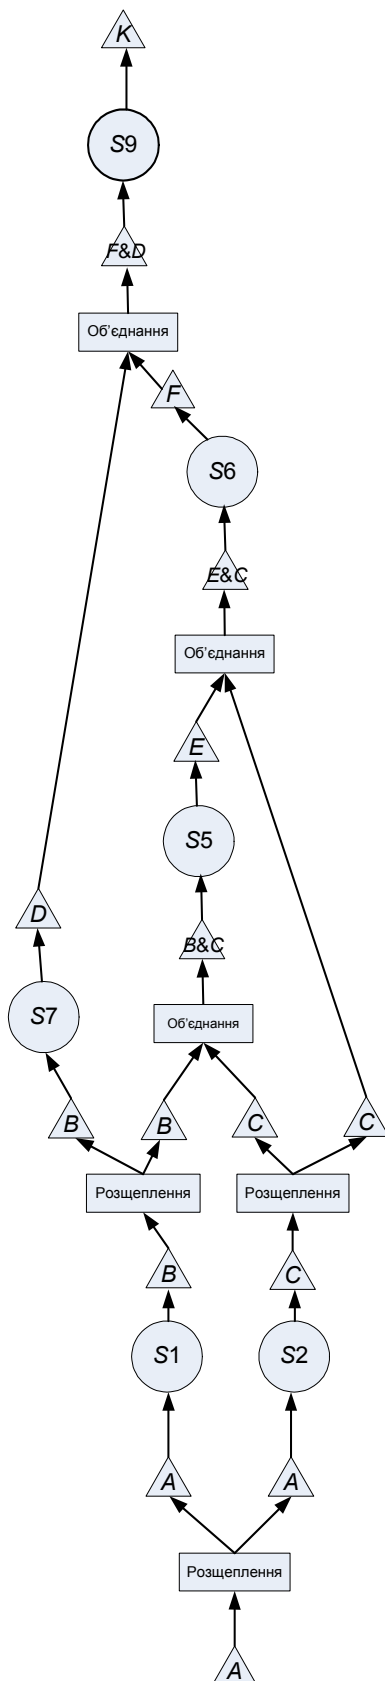 K
S9
F&D
Об’єднання
F
S6
E&C
Об’єднання
E
S5
D
B&C
S7
Об’єднання
B
B
C
C
Розщеплення
Розщеплення
B
C
S1
S2
A
A
Розщеплення
A